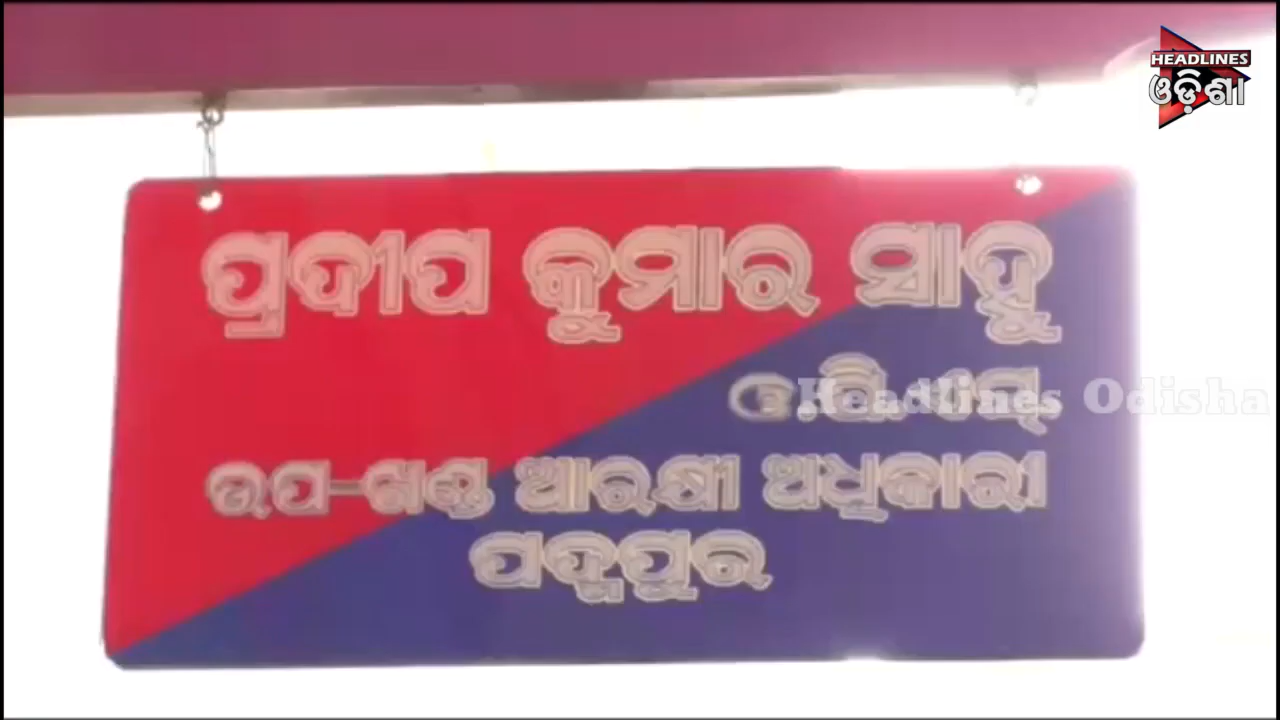 HEADLINES
ଓଡ଼ିଶା
ପ୍ରଦୀପ କୁମାର ସାହୁ
Headlines Odisha
ଉପ-ଖଣ୍ଡ ଆରକ୍ଷୀ ଅଧିକାରୀ
ପଦ୍ମପୁର